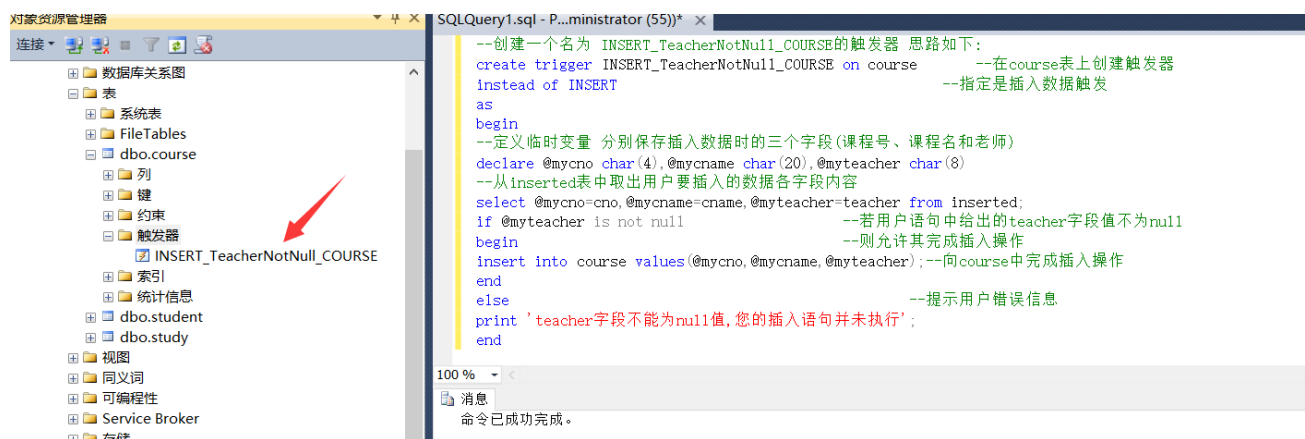 对象资源管理器
连接
数据库关系图
表
系统表
FileTables
dbo.course
列
键
约束
触发器
INSERT_TeacherNotNull_COURSE
索引
统计信息
dbo.student
dbo.study
视图
同义词
可编程性
Service Broker
存储
SQLQuery1.sql - P...ministrator (55))*
--创建一个名为 INSERT_TeacherNotNull_COURSE的触发器 思路如下:
create trigger INSERT_TeacherNotNull_COURSE on course --在course表上创建触发器
instead of INSERT --指定是插入数据触发
as
begin
--定义临时变量 分别保存插入数据时的三个字段(课程号、课程名和老师)
declare @mycno char(4),@mycname char(20),@myteacher char(8)
--从inserted表中取出用户要插入的数据各字段内容
select @mycno=cno,@mycname=cname,@myteacher=teacher from inserted;
if @myteacher is not null --若用户语句中给出的teacher字段值不为null
begin --则允许其完成插入操作
insert into course values(@mycno,@mycname,@myteacher);--向course中完成插入操作
end
else --提示用户错误信息
print 'teacher字段不能为null值,您的插入语句并未执行';
end
100 %
消息
命令已成功完成。